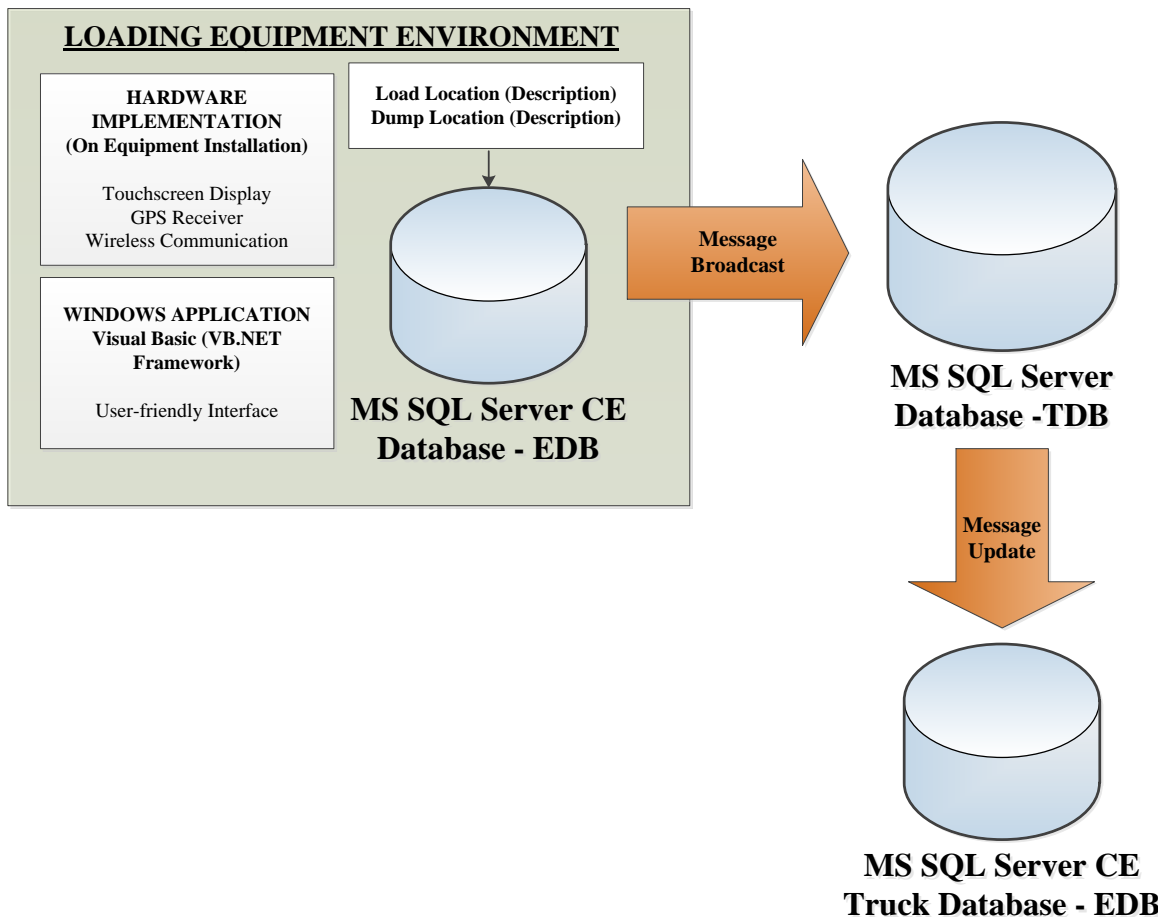 LOADING EQUIPMENT ENVIRONMENT
HARDWARE
IMPLEMENTATION
(On Equipment Installation)
Touchscreen Display
GPS Receiver
Wireless Communication
WINDOWS APPLICATION
Visual Basic (VB.NET
Framework)
User-friendly Interface
Load Location (Description)
Dump Location (Description)
MS SQL Server CE
Database - EDB
Message
Broadcast
MS SQL Server
Database -TDB
Message
Update
MS SQL Server CE
Truck Database - EDB